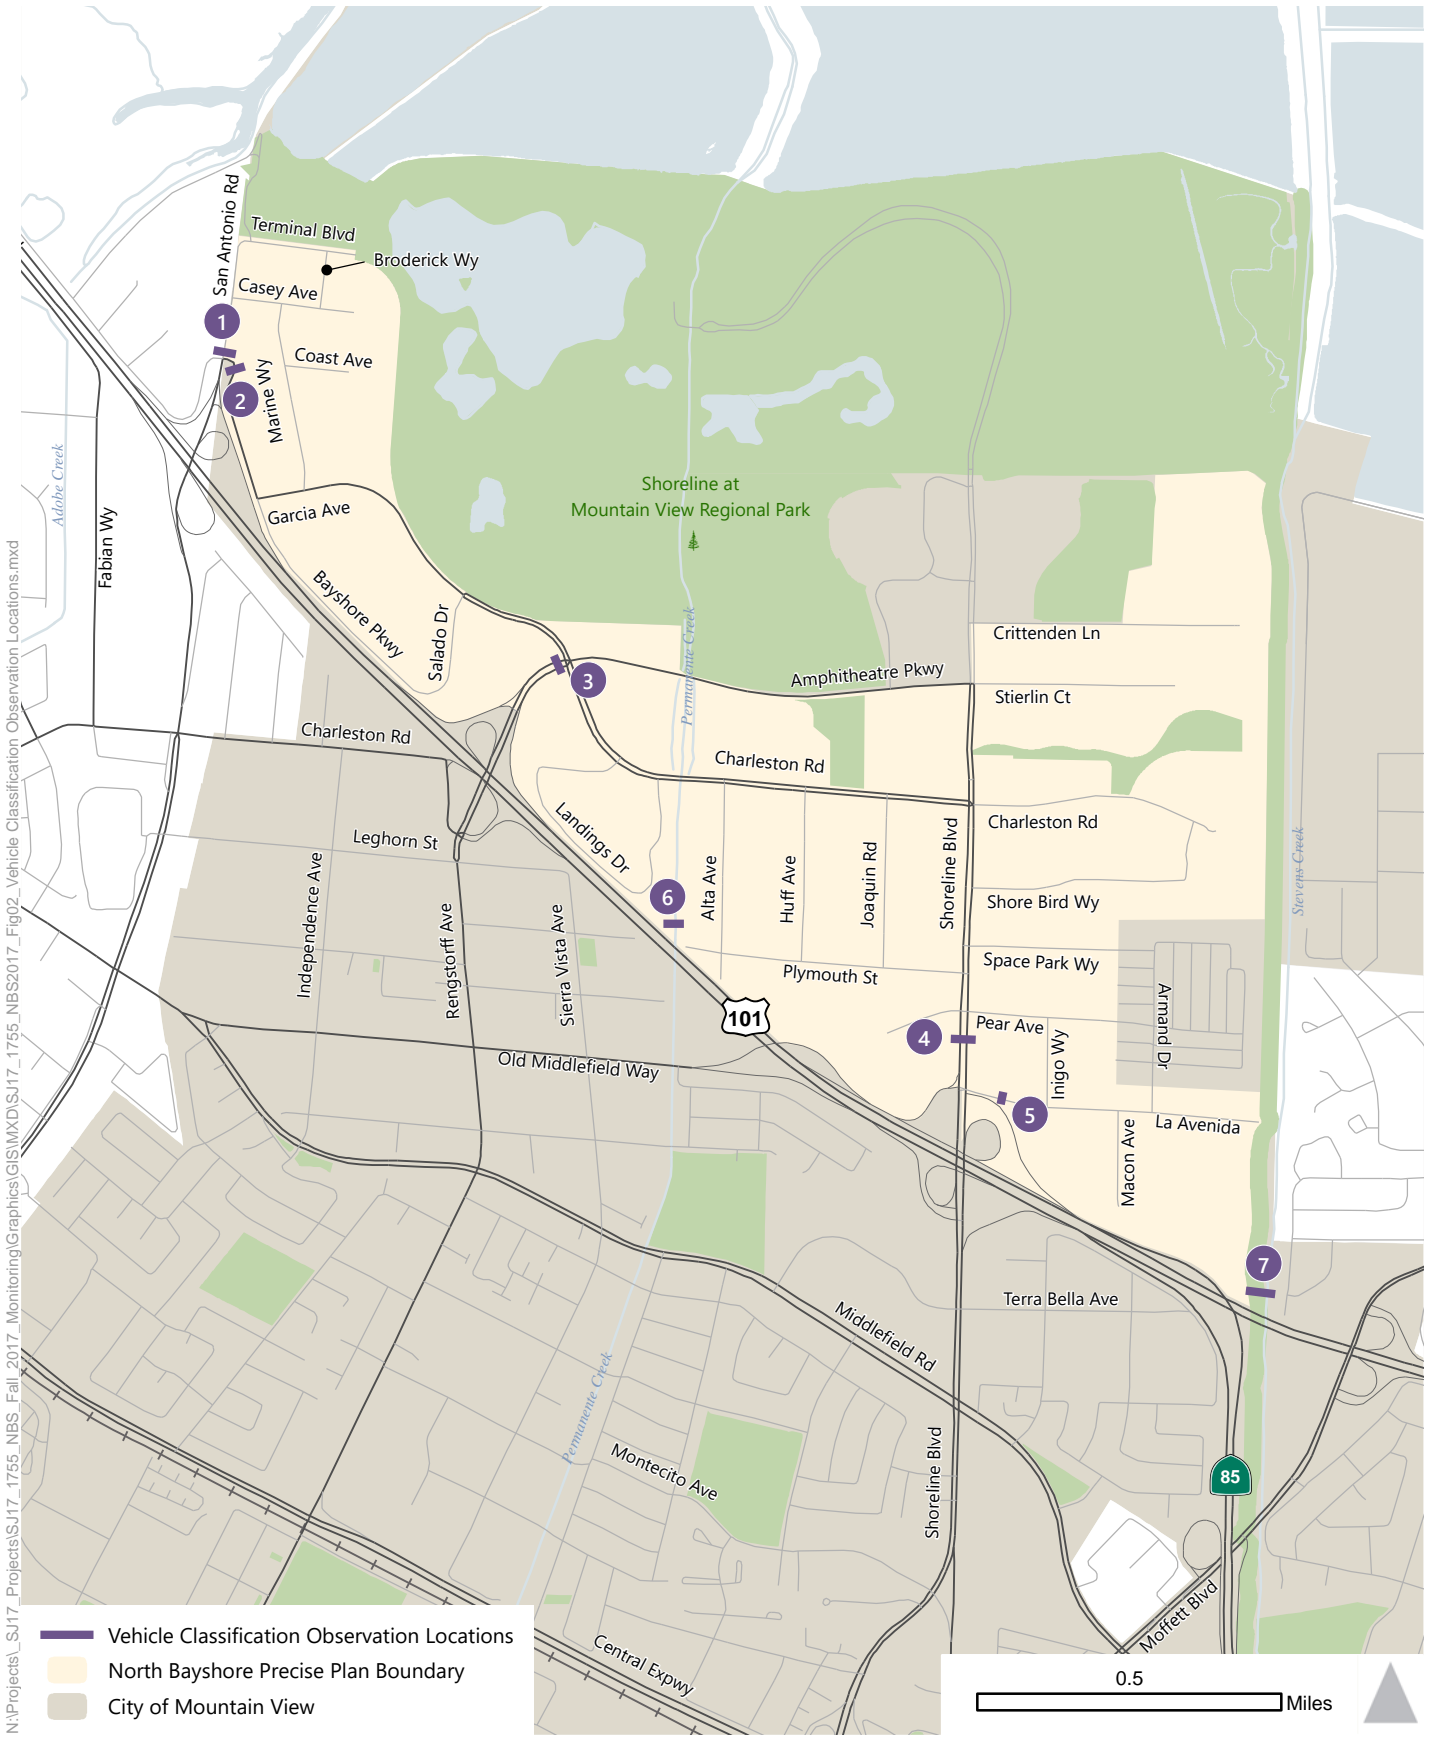 San Antonio Rd
Terminal Blvd
Broderick Wy
Casey Ave
1
Coast Ave
Marine Wy
2
Adobe Creek
Fabian Wy
Garcia Ave
Shoreline at
Mountain View Regional Park
Bayshore Pkwy
Salado Dr
Permanente Creek
Crittenden Ln
3
Amphitheatre Pkwy
Stierlin Ct
Charleston Rd
Charleston Rd
Charleston Rd
Landings Dr
Leghorn St
Independence Ave
Rengstorff Ave
Sierra Vista Ave
6
Alta Ave
Huff Ave
Joaquin Rd
Shoreline Blvd
Shore Bird Wy
Stevens Creek
Space Park Wy
Plymouth St
101
4
Pear Ave
Inigo Wy
Armand Dr
Old Middlefield Way
5
La Avenida
Macon Ave
7
Terra Bella Ave
Middlefield Rd
Permanente Creek
Montecito Ave
Shoreline Blvd
85
Moffett Blvd
Central Expwy
Vehicle Classification Observation Locations
North Bayshore Precise Plan Boundary
City of Mountain View
0.5
Miles
N:\Projects\_SJ17_Projects\SJ17_1755_NBS_Fall_2017_Monitoring\Graphics\GIS\MXD\SJ17_1755_NBS2017_Fig02_Vehicle Classification Observation Locations.mxd